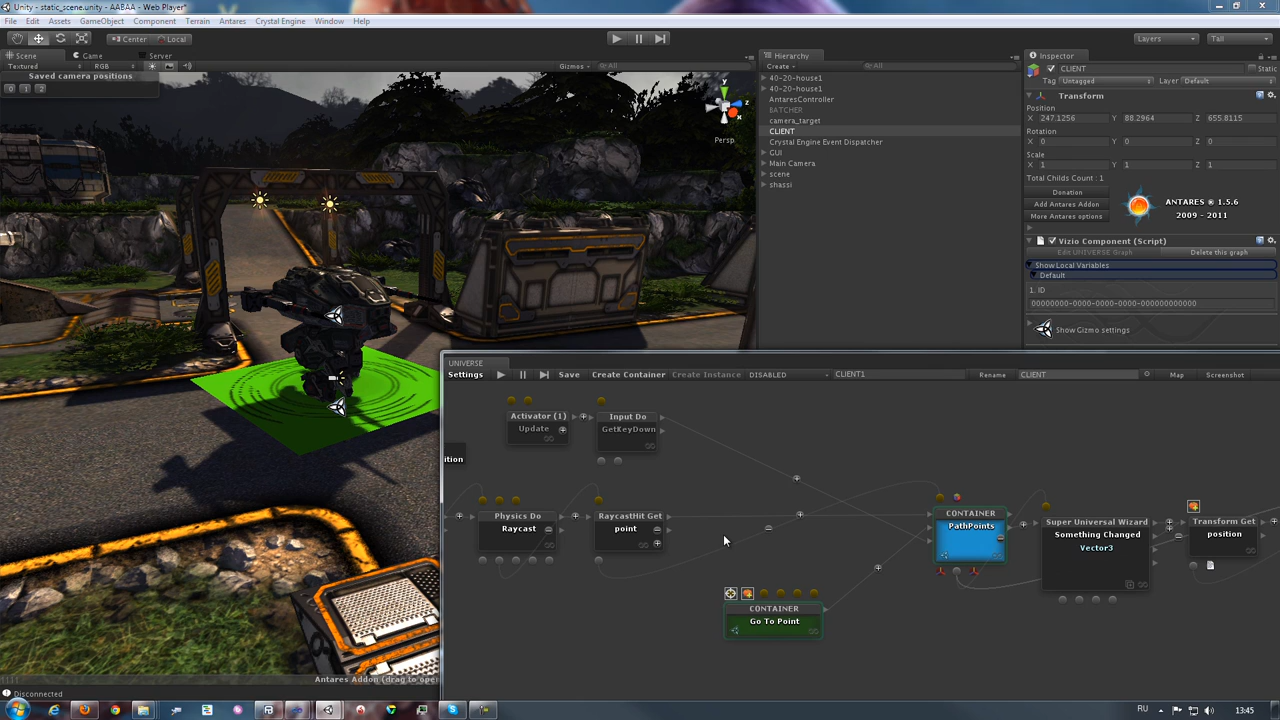 Unity - static_scene.unity - AABAA - Web Player*
File Edit Assets GameObject Component Terrain Antares Crystal Engine Window Help
Center Local Layers Tall
Scene Game Server
Textured RGB Gizmos All
Saved camera positions
0 1 2
y
z
x
Persp
Hierarchy
Create All
40-20-house1
40-20-house1
AntaresController
BATCHER
camera_target
CLIENT
Crystal Engine Event Dispatcher
GUI
Main Camera
scene
shassi
Inspector
CLIENT Static
Tag Untagged Layer Default
Transform
Position
X 247.1256 Y 88.2964 Z 655.8115
Rotation
X 0 Y 0 Z 0
Scale
X 1 Y 1 Z 1
Total Childs Count : 1
Donation
Add Antares Addon
More Antares options
ANTARES ® 1.5.6
2009 - 2011
Vizio Component (Script)
Edit UNIVERSE Graph Delete this graph
Show Local Variables
Default
1. ID
00000000-0000-0000-0000-000000000000
Show Gizmo settings
UNIVERSE
Settings Save Create Container Create Instance DISABLED CLIENT1 Rename CLIENT Map Screenshot
Activator (1)
Update
Input Do
GetKeyDown
ition
Physics Do
Raycast
RaycastHit Get
point
CONTAINER
PathPoints
Super Universal Wizard
Something Changed
Vector3
Transform Get
position
CONTAINER
Go To Point
Antares Addon (drag to oper
Disconnected
RU 13:45